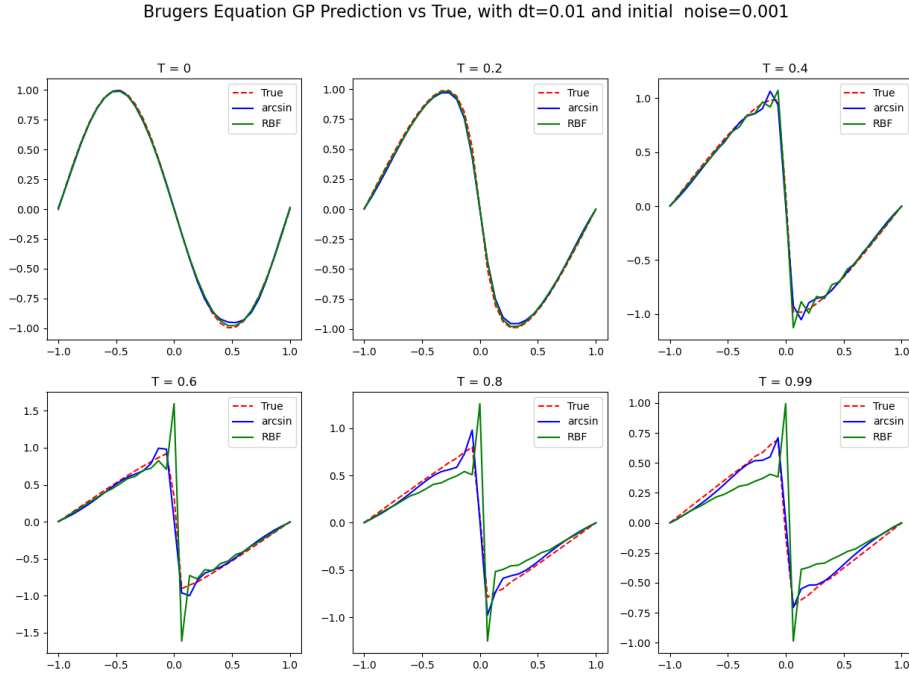 Brugers Equation GP Prediction vs True, with dt=0.01 and initial  noise=0.001
T = 0
1.00
0.75
0.50
0.25
0.00
−0.25
−0.50
−0.75
−1.00
True
arcsin
RBF
−1.0
−0.5
0.0
0.5
1.0
T = 0.2
1.00
0.75
0.50
0.25
0.00
−0.25
−0.50
−0.75
−1.00
True
arcsin
RBF
−1.0
−0.5
0.0
0.5
1.0
T = 0.4
1.0
0.5
0.0
−0.5
−1.0
True
arcsin
RBF
−1.0
−0.5
0.0
0.5
1.0
T = 0.6
1.5
1.0
0.5
0.0
−0.5
−1.0
−1.5
True
arcsin
RBF
−1.0
−0.5
0.0
0.5
1.0
T = 0.8
1.0
0.5
0.0
−0.5
−1.0
True
arcsin
RBF
−1.0
−0.5
0.0
0.5
1.0
T = 0.99
1.00
0.75
0.50
0.25
0.00
−0.25
−0.50
−0.75
−1.00
True
arcsin
RBF
−1.0
−0.5
0.0
0.5
1.0